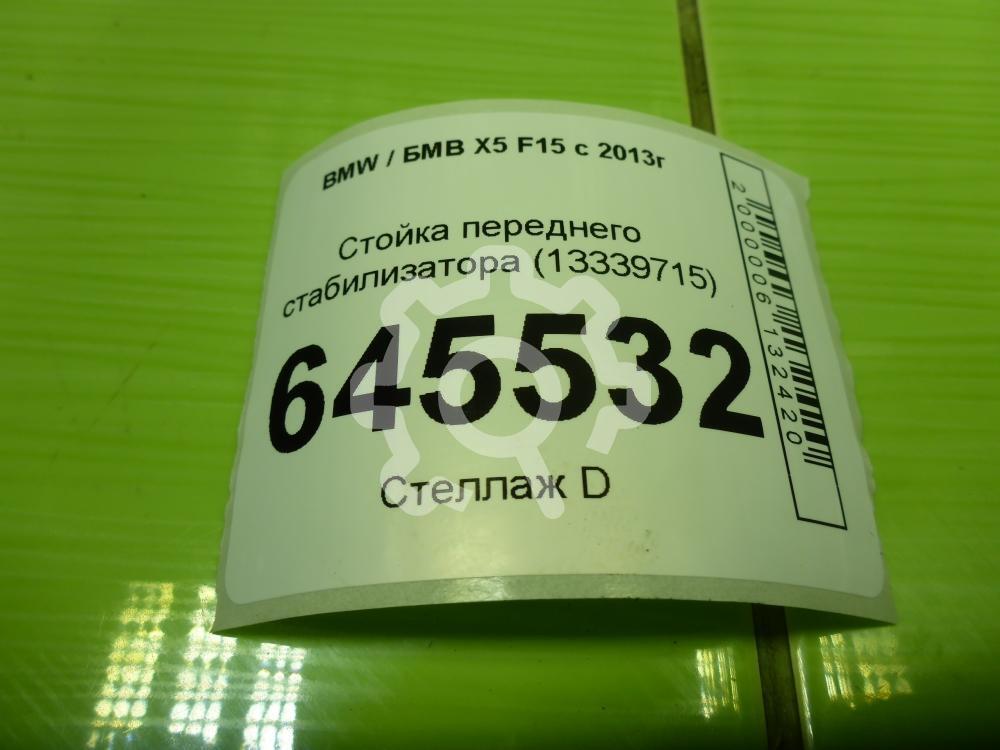 BMW / БМВ X5 F15 с 2013г
Стойка переднего
стабилизатора (13339715)
645532
Стеллаж D
2000006132420